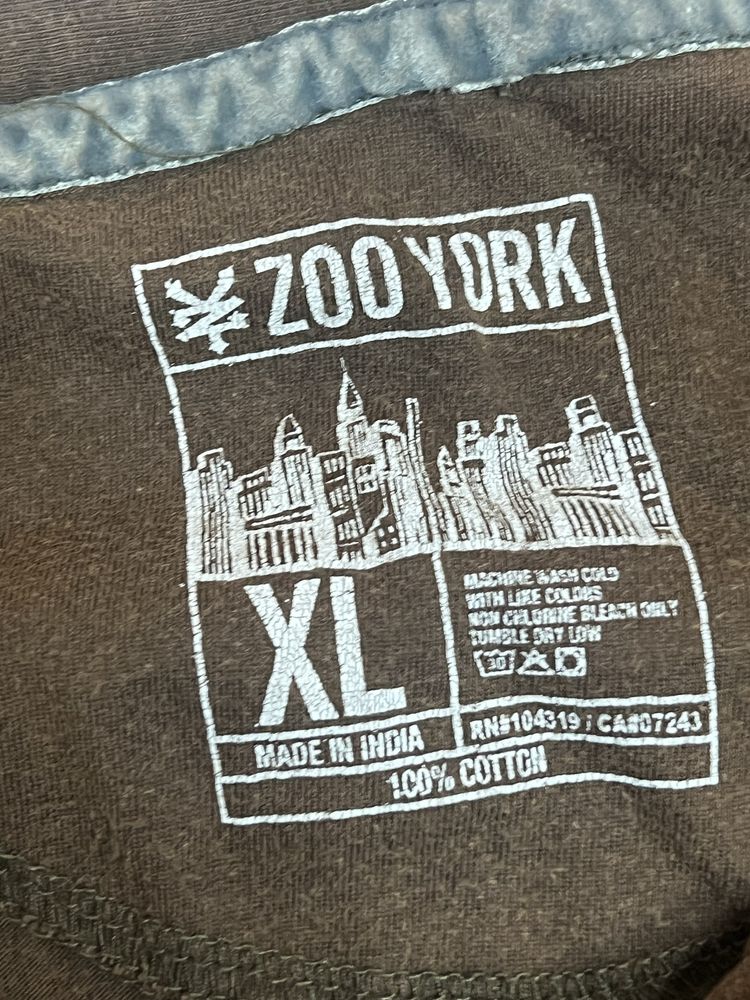 ZOO YORK
XL
MACHINE WASH COLD
WITH LIKE COLORS
NON CHLORINE BLEACH ONLY
TUMBLE DRY LOW
30
RN#104319 / CA#07243
MADE IN INDIA
100% COTTON